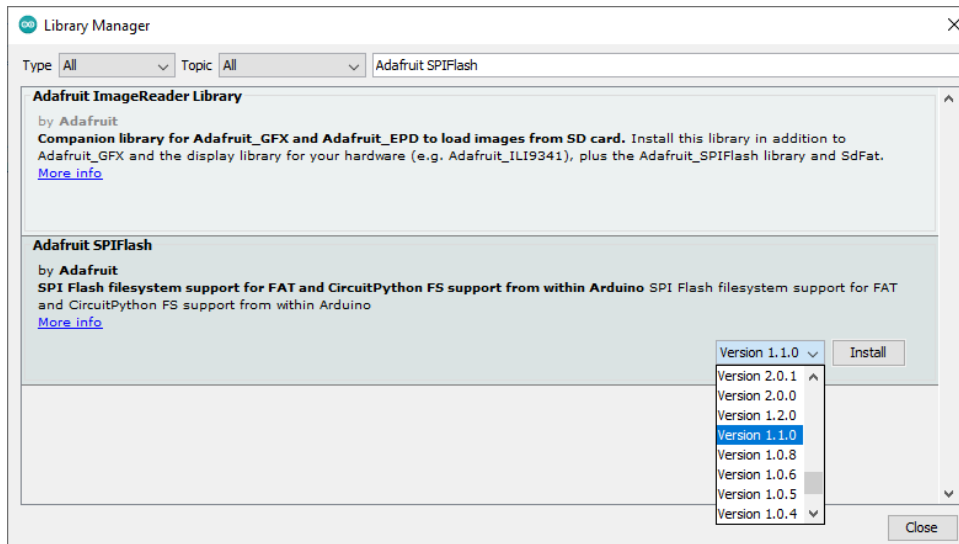 Library Manager
Type All Topic All Adafruit SPIFlash
Adafruit ImageReader Library
by Adafruit
Companion library for Adafruit_GFX and Adafruit_EPD to load images from SD card. Install this library in addition to
Adafruit_GFX and the display library for your hardware (e.g. Adafruit_ILI9341), plus the Adafruit_SPIFlash library and SdFat.
More info
Adafruit SPIFlash
by Adafruit
SPI Flash filesystem support for FAT and CircuitPython FS support from within Arduino SPI Flash filesystem support for FAT
and CircuitPython FS support from within Arduino
More info
Version 1.1.0 Install
Version 2.0.1
Version 2.0.0
Version 1.2.0
Version 1.1.0
Version 1.0.8
Version 1.0.6
Version 1.0.5
Version 1.0.4
Close